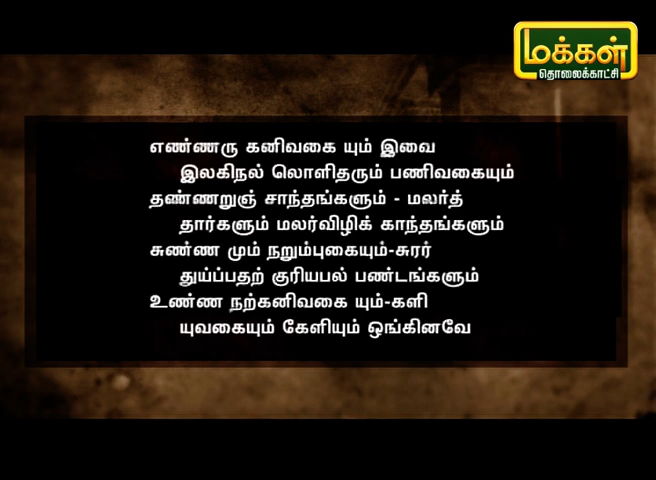 மக்கள்
தொலைக்காட்சி
எண்ணரு கனிவகை யும் இவை
இலகிநல் லொளிதரும் பணிவகையும்
தண்ணறுஞ் சாந்தங்களும் - மலர்த்
தார்களும் மலர்விழிக் காந்தங்களும்
சுண்ண மும் நறும்புகையும்-சுரர்
துய்ப்பதற் குரியபல் பண்டங்களும்
உண்ண நற்கனிவகை யும்-களி
யுவகையும் கேளியும் ஒங்கினவே